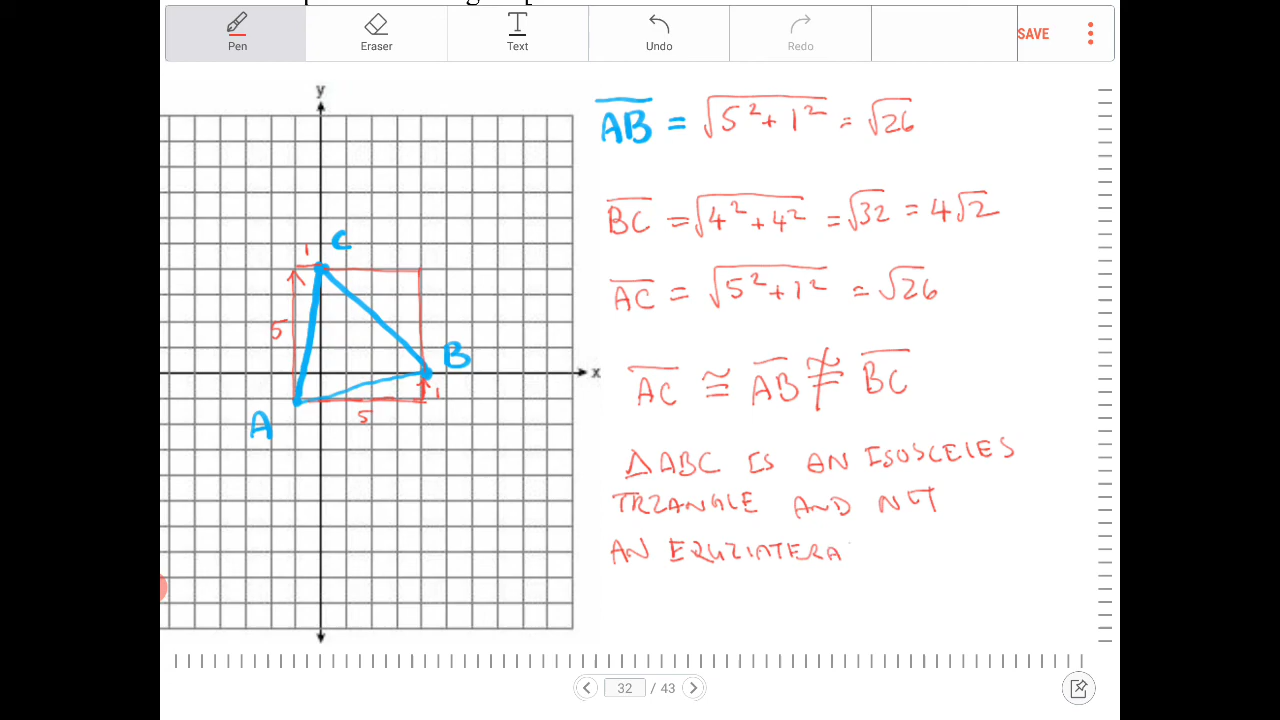 Pen
Eraser
Text
Undo
Redo
SAVE
y
AB = √5²+1² = √26
BC = √4²+4² = √32 = 4√2
1 C
AC = √5²+1² = √26
5
B
x
AC ≅ AB ≇ BC
1
5
A
△ABC IS AN ISOSCELES
TRIANGLE AND NOT
AN EQUILATERA
32 / 43